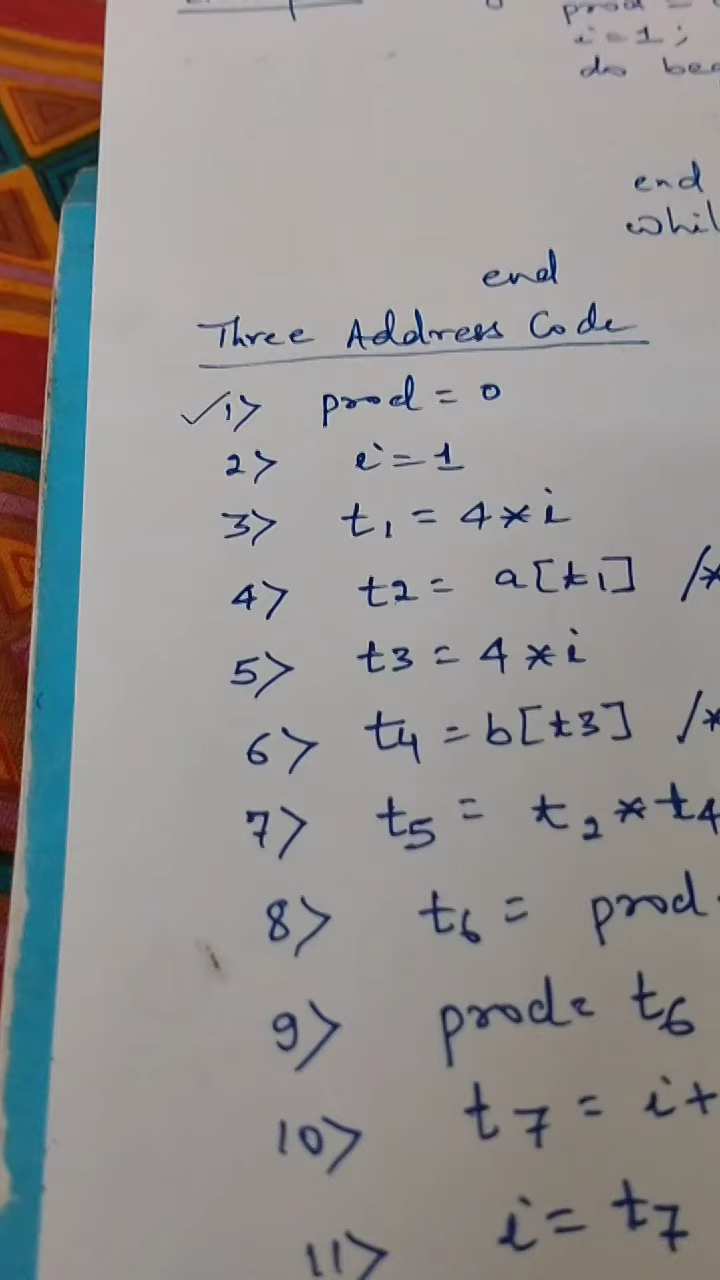 prod =
i=1;
do
end
end
Three Address Code
✓1> prod = 0
2> i=1
3> t1 = 4*i
4> t2 = a[t1] /*
5> t3 = 4*i
6> t4 = b[t3] /*
7> t5 = t2*t4
8> t6 = prod
9> prod= t6
10> t7 = i+
11> i= t7